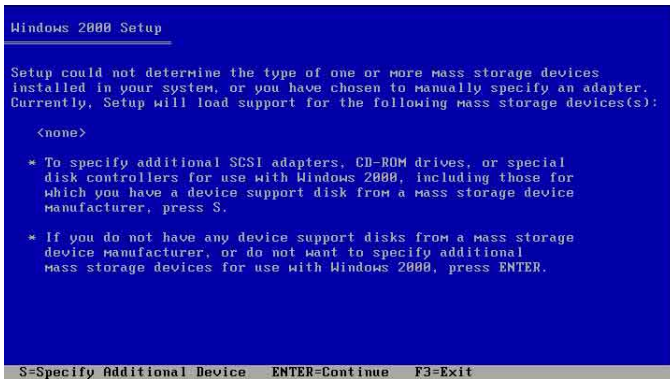 Windows 2000 Setup
Setup could not determine the type of one or more mass storage devices
installed in your system, or you have chosen to manually specify an adapter.
Currently, Setup will load support for the following mass storage devices(s):
<none>
* To specify additional SCSI adapters, CD-ROM drives, or special
disk controllers for use with Windows 2000, including those for
which you have a device support disk from a mass storage device
manufacturer, press S.
* If you do not have any device support disks from a mass storage
device manufacturer, or do not want to specify additional
mass storage devices for use with Windows 2000, press ENTER.
S=Specify Additional Device ENTER=Continue F3=Exit